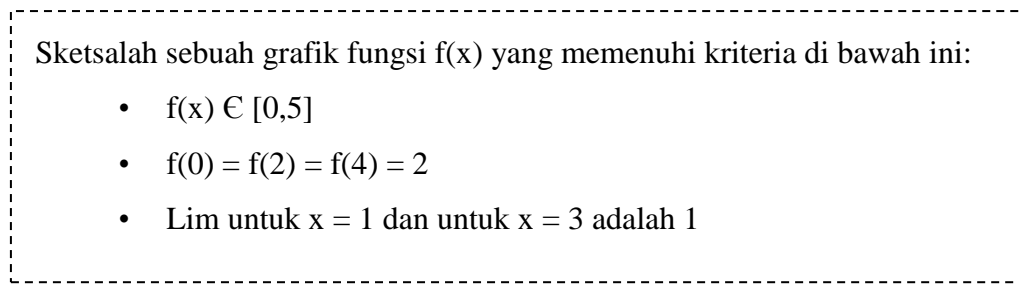 Sketsalah sebuah grafik fungsi f(x) yang memenuhi kriteria di bawah ini:
• f(x) Є [0,5]
• f(0) = f(2) = f(4) = 2
• Lim untuk x = 1 dan untuk x = 3 adalah 1